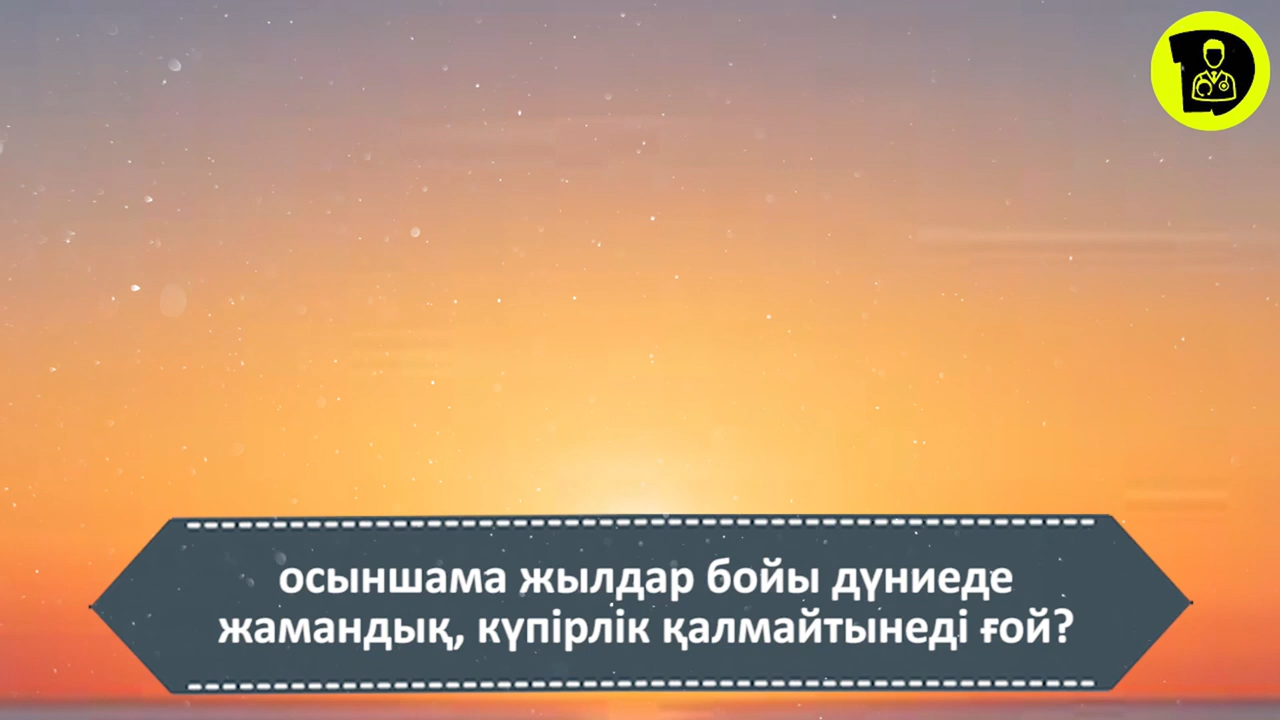 осыншама жылдар бойы дүниеде
жамандық, күпірлік қалмайтынеді ғой?